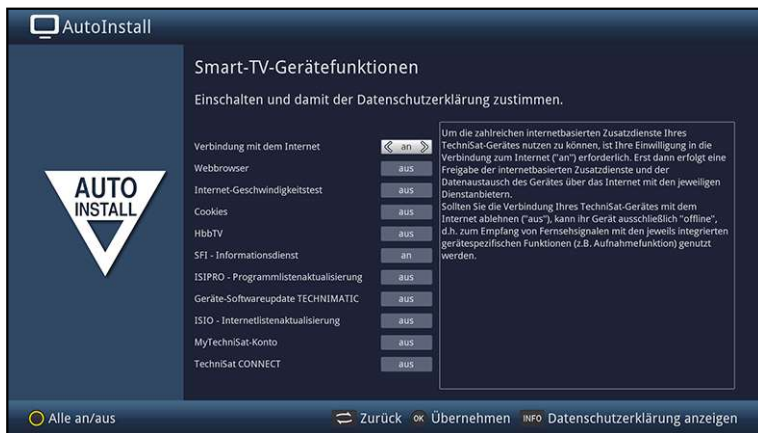 AutoInstall
Smart-TV-Gerätefunktionen
Einschalten und damit der Datenschutzerklärung zustimmen.
AUTO
INSTALL
Verbindung mit dem Internet an
Webbrowser aus
Internet-Geschwindigkeitstest aus
Cookies aus
HbbTV aus
SFI - Informationsdienst an
ISIPRO - Programmlistenaktualisierung aus
Geräte-Softwareupdate TECHNIMATIC aus
ISIO - Internetlistenaktualisierung aus
MyTechniSat-Konto aus
TechniSat CONNECT aus
Um die zahlreichen internetbasierten Zusatzdienste Ihres
TechniSat-Gerätes nutzen zu können, ist Ihre Einwilligung in die
Verbindung zum Internet ("an") erforderlich. Erst dann erfolgt eine
Freigabe der internetbasierten Zusatzdienste und der
Datenaustausch des Gerätes über das Internet mit den jeweiligen
Dienstanbietern.
Sollten Sie die Verbindung Ihres TechniSat-Gerätes mit dem
Internet ablehnen ("aus"), kann ihr Gerät ausschließlich "offline",
d.h. zum Empfang von Fernsehsignalen mit den jeweils integrierten
gerätespezifischen Funktionen (z.B. Aufnahmefunktion) genutzt
werden.
Alle an/aus
Zurück OK Übernehmen INFO Datenschutzerklärung anzeigen